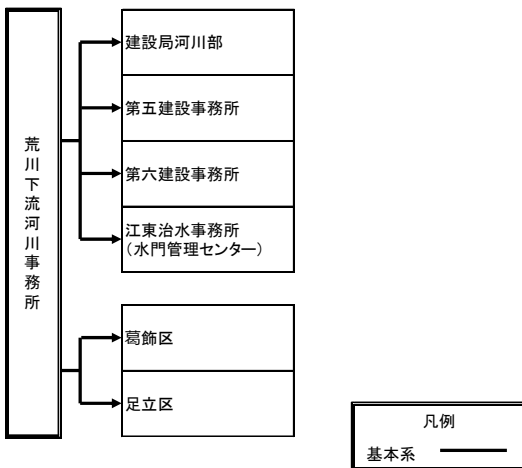 荒川下流河川事務所
建設局河川部
第五建設事務所
第六建設事務所
江東治水事務所
（水門管理センター）
葛飾区
足立区
凡例
基本系